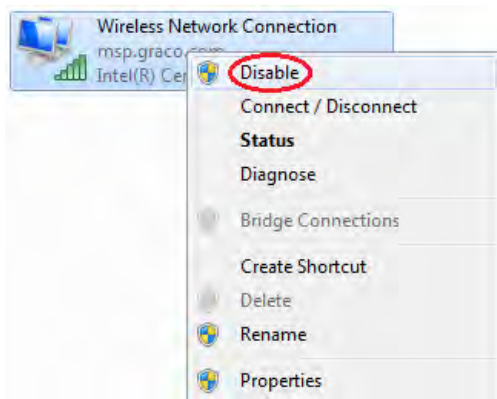 Wireless Network Connection
msp.graco.com
Intel(R) Cer
Disable
Connect / Disconnect
Status
Diagnose
Bridge Connections
Create Shortcut
Delete
Rename
Properties